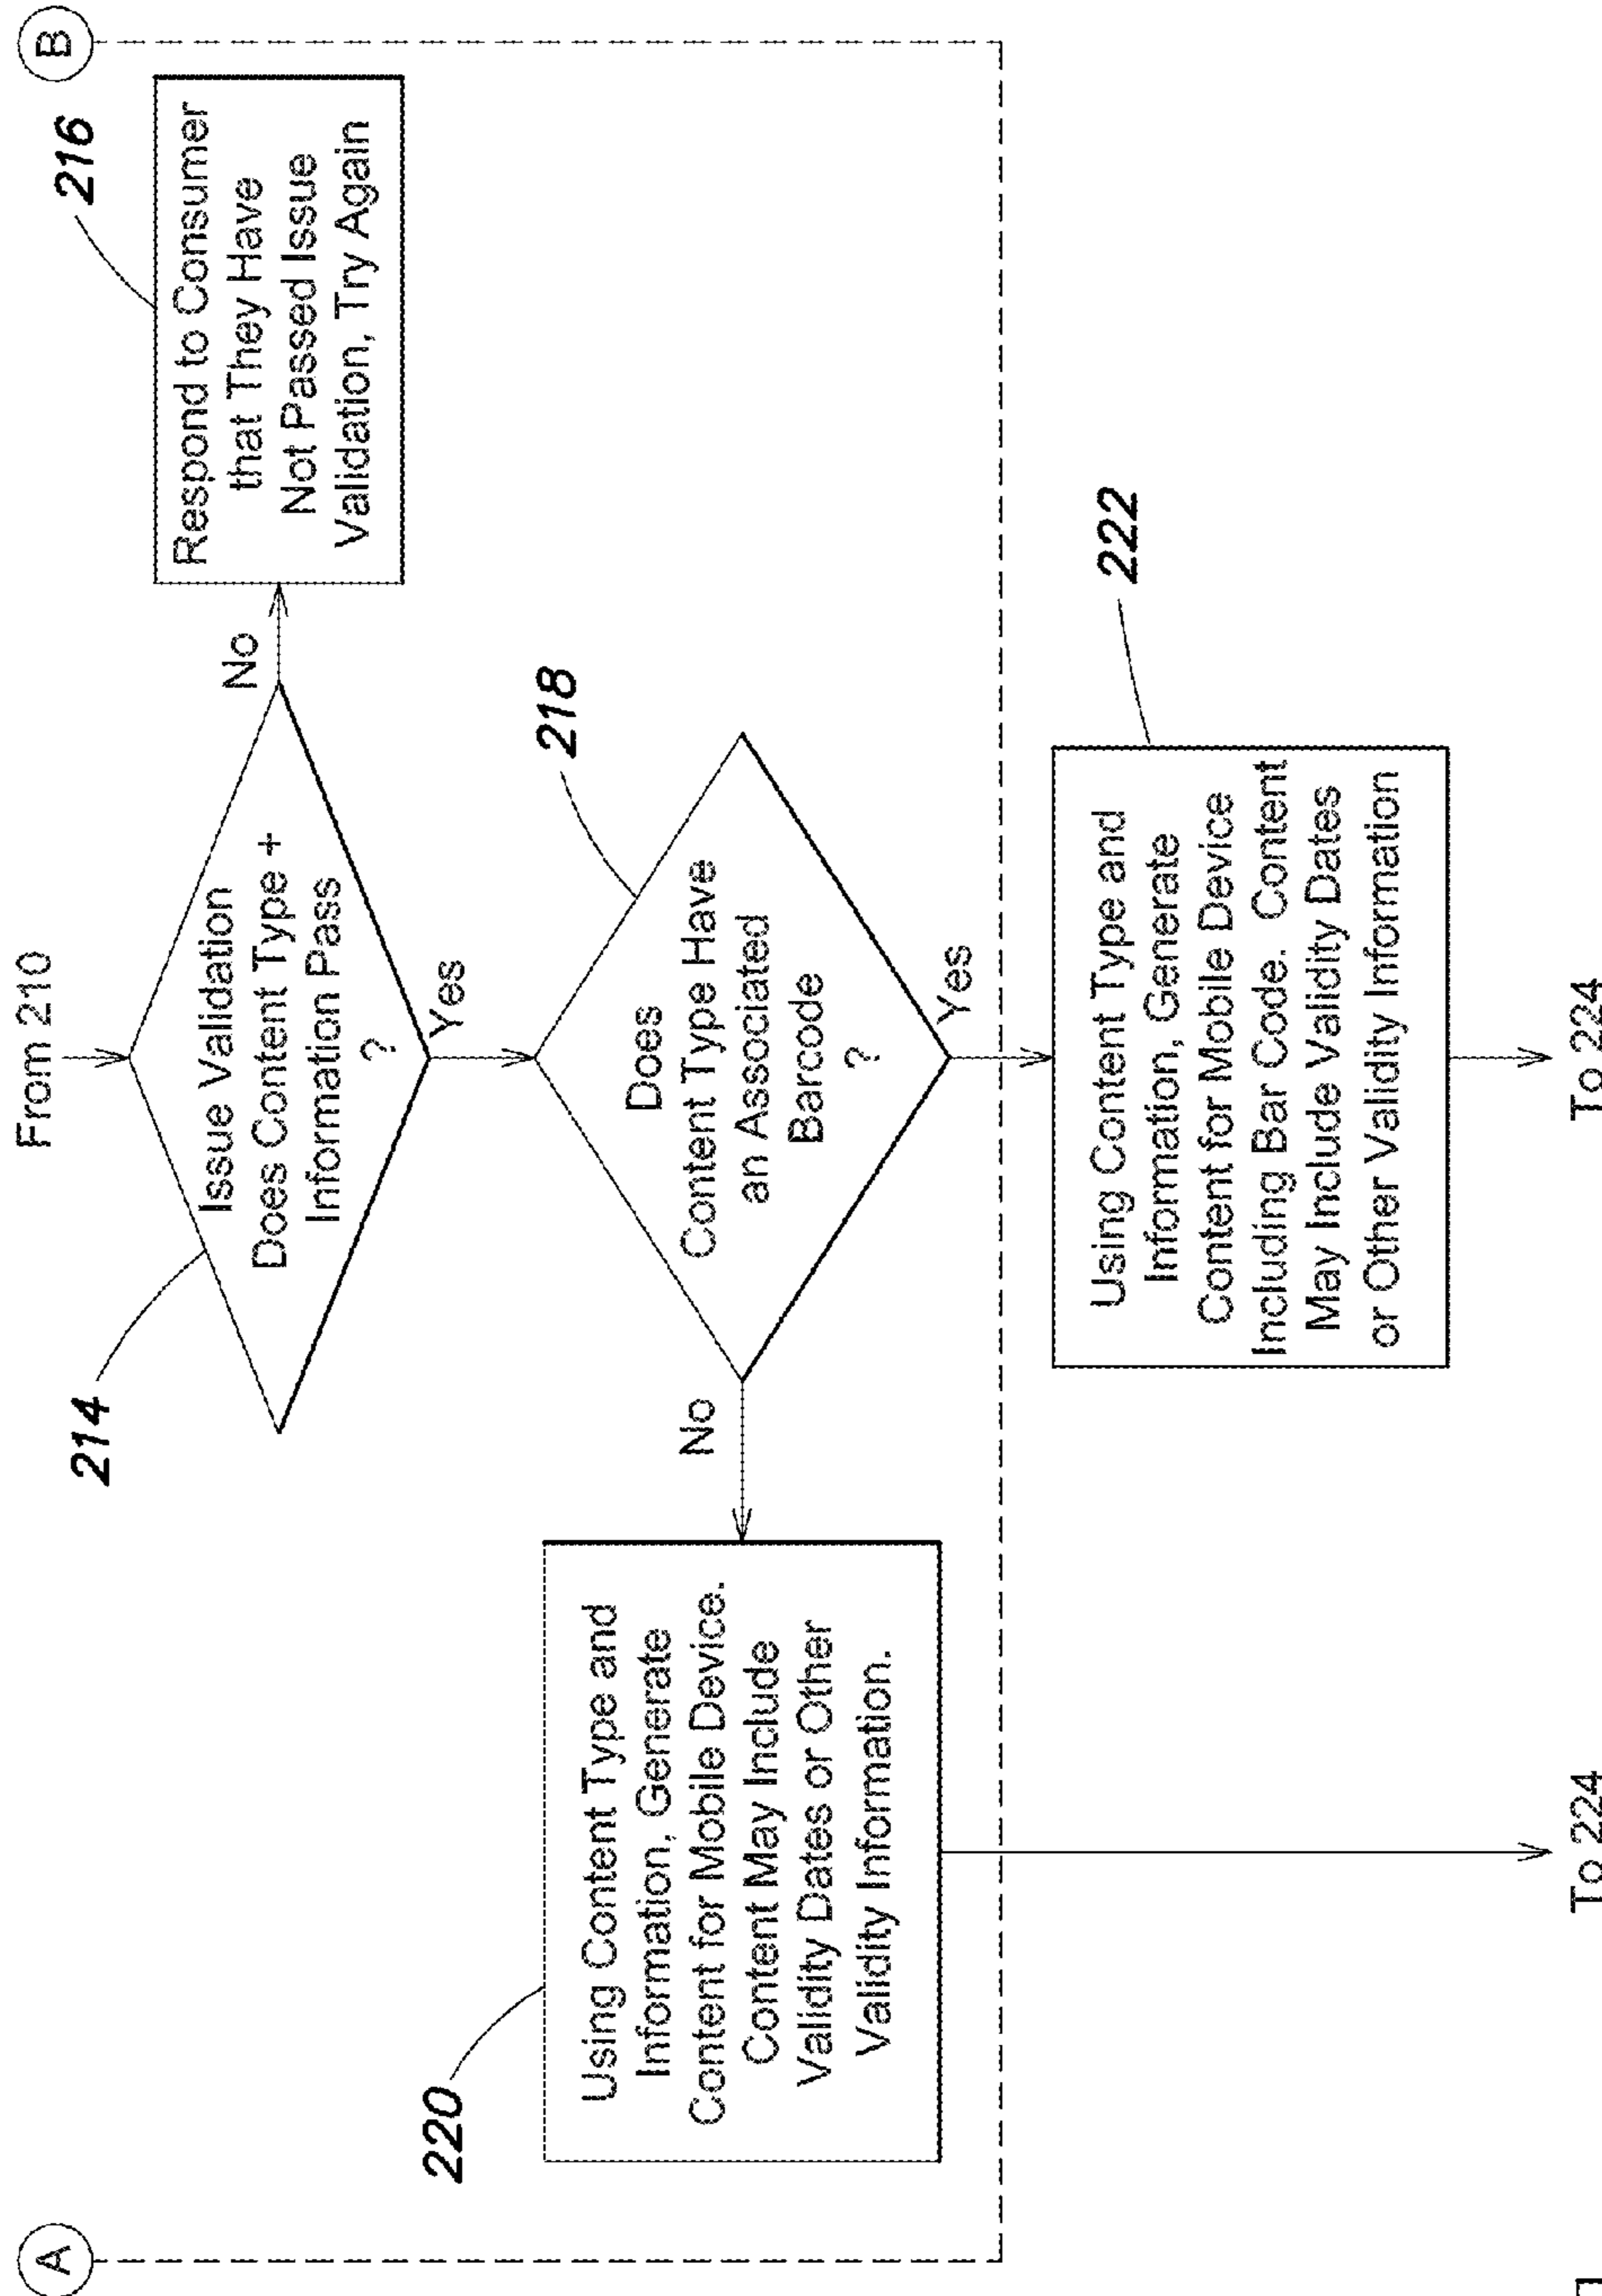 A
B
From 210
214
Issue Validation
Does Content Type +
Information Pass
?
No
216
Respond to Consumer
that They Have
Not Passed Issue
Validation, Try Again
Yes
218
Does
Content Type Have
an Associated
Barcode
?
No
Yes
220
Using Content Type and
Information, Generate
Content for Mobile Device.
Content May Include
Validity Dates or Other
Validity Information.
222
Using Content Type and
Information, Generate
Content for Mobile Device
Including Bar Code. Content
May Include Validity Dates
or Other Validity Information
To 224
To 224